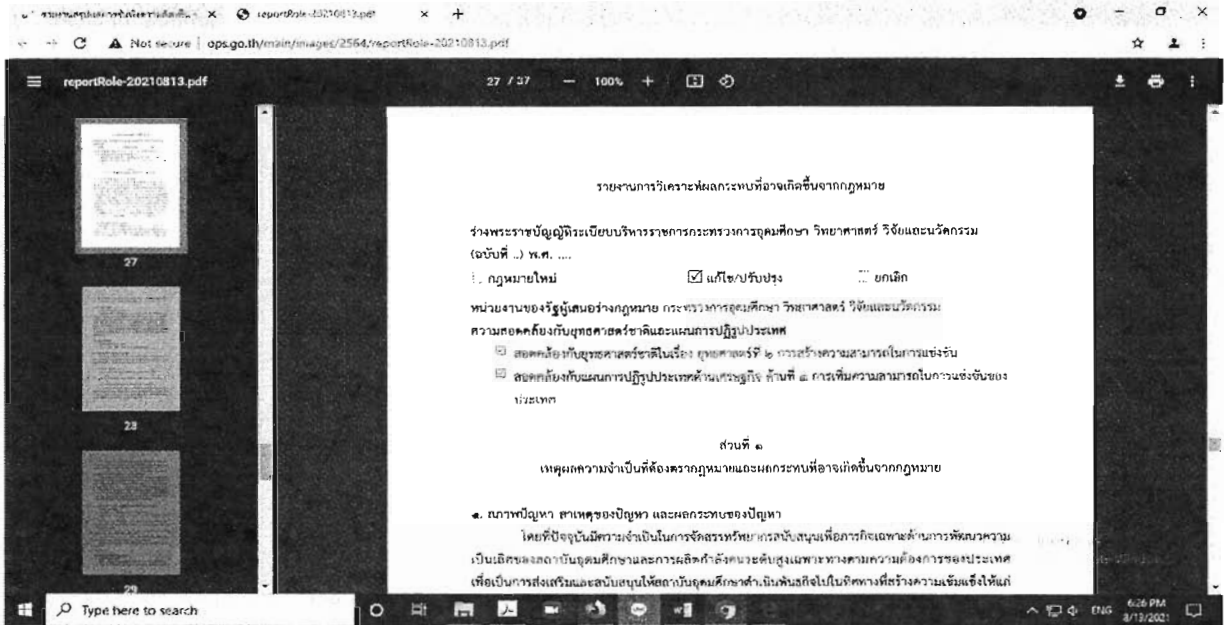 reportRole-20210813.pdf
Not secure | ops.go.th/main/images/2564/reportRole-20210813.pdf
reportRole-20210813.pdf
27 / 37
100%
27
รายงานการวิเคราะห์ผลกระทบที่อาจเกิดขึ้นจากกฎหมาย
ร่างพระราชบัญญัติระเบียบบริหารราชการกระทรวงการอุดมศึกษา วิทยาศาสตร์ วิจัยและนวัตกรรม
(ฉบับที่ ..) พ.ศ. ....
กฎหมายใหม่ ☑ แก้ไข/ปรับปรุง ยกเลิก
หน่วยงานของรัฐผู้เสนอร่างกฎหมาย กระทรวงการอุดมศึกษา วิทยาศาสตร์ วิจัยและนวัตกรรม
ความสอดคล้องกับยุทธศาสตร์ชาติและแผนการปฏิรูปประเทศ
☑ สอดคล้องกับยุทธศาสตร์ชาติในเรื่อง ยุทธศาสตร์ที่ ๒ การสร้างความสามารถในการแข่งขัน
☑ สอดคล้องกับแผนการปฏิรูปประเทศด้านเศรษฐกิจ ด้านที่ การเพิ่มความสามารถในการแข่งขันของ
ประเทศ
28
ส่วนที่ ๑
เหตุผลความจำเป็นที่ต้องตรากฎหมายและผลกระทบที่อาจเกิดขึ้นจากกฎหมาย
๑. สภาพปัญหา สาเหตุของปัญหา และผลกระทบของปัญหา
โดยที่ปัจจุบันมีความจำเป็นในการจัดสรรทรัพยากรสนับสนุนเพื่อภารกิจเฉพาะด้านการพัฒนาความ
เป็นเลิศของสถาบันอุดมศึกษาและการผลิตกำลังคนระดับสูงเฉพาะทางตามความต้องการของประเทศ
เพื่อเป็นการส่งเสริมและสนับสนุนให้สถาบันอุดมศึกษาดำเนินพันธกิจไปในทิศทางที่สร้างความเข้มแข็งให้แก่
29
Type here to search
ENG
6:26 PM
8/13/2021